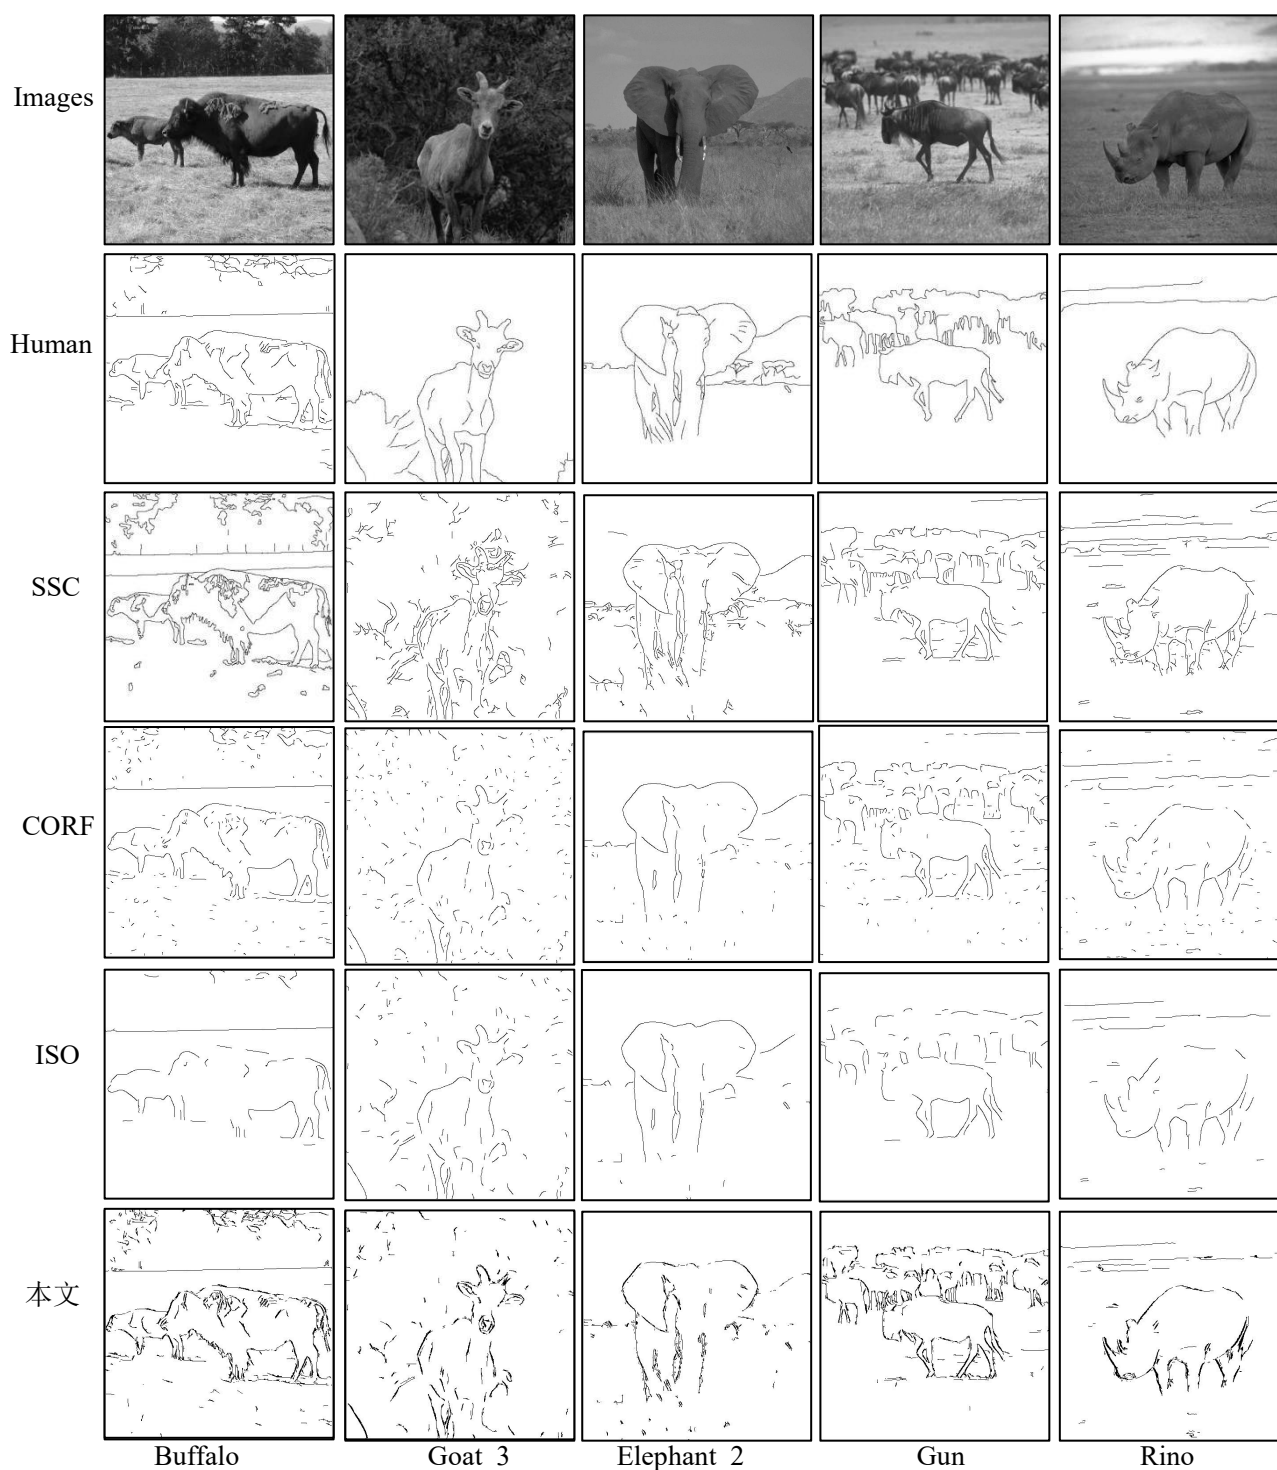 Images
Human
SSC
CORF
ISO
本文
Buffalo
Goat 3
Elephant 2
Gun
Rino